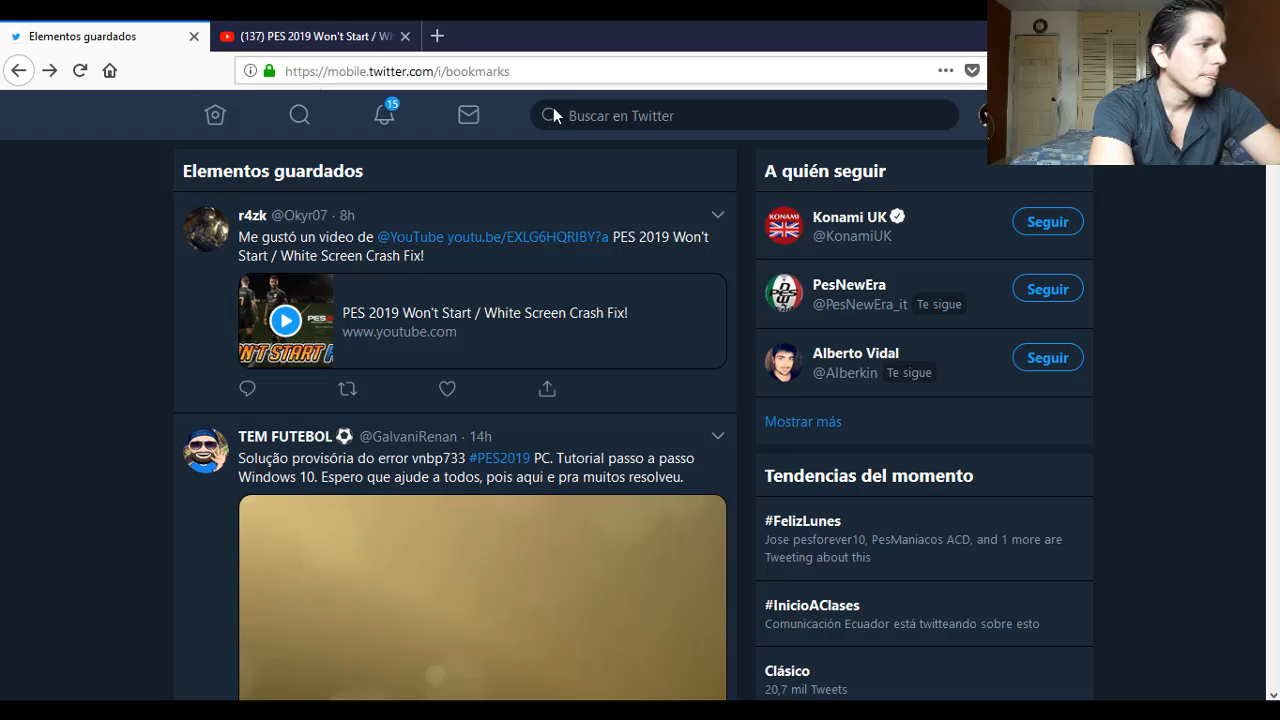 Elementos guardados
(137) PES 2019 Won't Start / Wh
https://mobile.twitter.com/i/bookmarks
15
Buscar en Twitter
Elementos guardados
r4zk @Okyr07 · 8h
Me gustó un video de @YouTube youtu.be/EXLG6HQRIBY?a PES 2019 Won't
Start / White Screen Crash Fix!
PES 2019 Won't Start / White Screen Crash Fix!
www.youtube.com
TEM FUTEBOL @GalvaniRenan · 14h
Solução provisória do error vnbp733 #PES2019 PC. Tutorial passo a passo
Windows 10. Espero que ajude a todos, pois aqui e pra muitos resolveu.
A quién seguir
KONAMI
Konami UK
@KonamiUK
Seguir
PesNewEra
@PesNewEra_it Te sigue
Seguir
Alberto Vidal
@Alberkin Te sigue
Seguir
Mostrar más
Tendencias del momento
#FelizLunes
Jose pesforever10, PesManiacos ACD, and 1 more are
Tweeting about this
#InicioAClases
Comunicación Ecuador está twitteando sobre esto
Clásico
20,7 mil Tweets